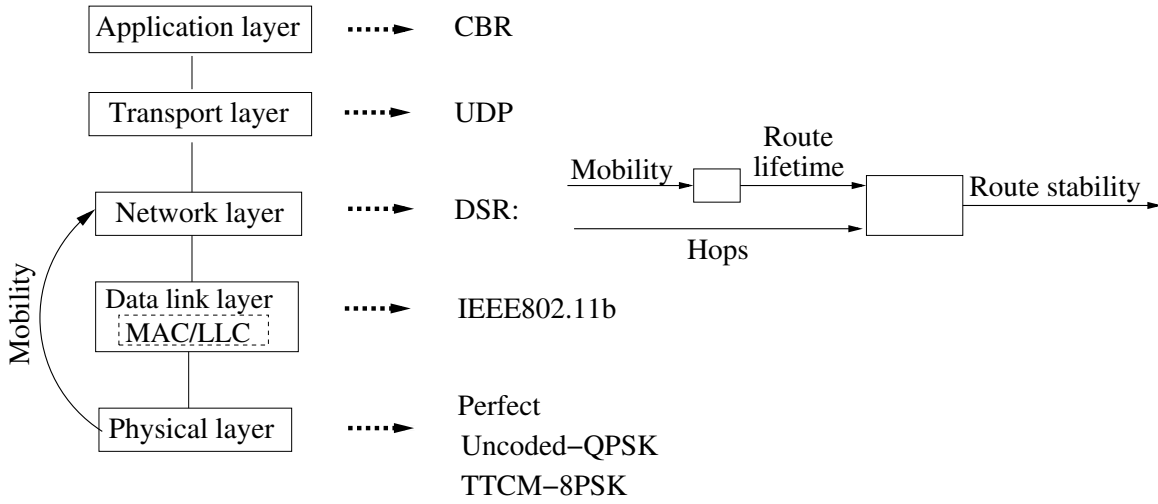 Application layer
CBR
Transport layer
UDP
Route
lifetime
Mobility
Route stability
Network layer
DSR:
Hops
Mobility
Data link layer
MAC/LLC
IEEE802.11b
Physical layer
Perfect
Uncoded−QPSK
TTCM−8PSK